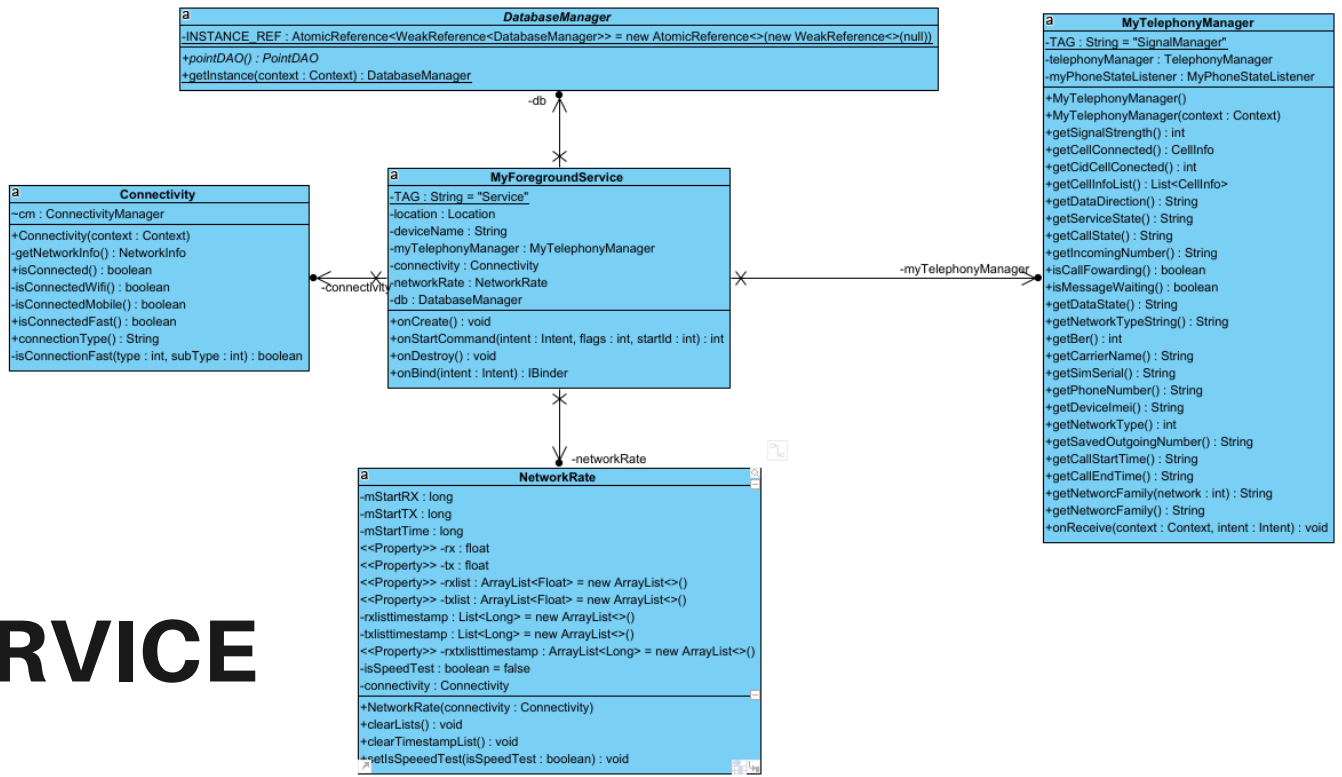 a
DatabaseManager
-INSTANCE_REF : AtomicReference<WeakReference<DatabaseManager>> = new AtomicReference<>(new WeakReference<>(null))
+pointDAO() : PointDAO
+getInstance(context : Context) : DatabaseManager
-db
a
MyTelephonyManager
-TAG : String = "SignalManager"
-telephonyManager : TelephonyManager
-myPhoneStateListener : MyPhoneStateListener
+MyTelephonyManager()
+MyTelephonyManager(context : Context)
+getSignalStrength() : int
+getCellConnected() : CellInfo
+getCidCellConected() : int
+getCellInfoList() : List<CellInfo>
+getDataDirection() : String
+getServiceState() : String
+getCallState() : String
+getIncomingNumber() : String
+isCallFowarding() : boolean
+isMessageWaiting() : boolean
+getDataState() : String
+getNetworkTypeString() : String
+getBer() : int
+getCarrierName() : String
+getSimSerial() : String
+getPhoneNumber() : String
+getDeviceImei() : String
+getNetworkType() : int
+getSavedOutgoingNumber() : String
+getCallStartTime() : String
+getCallEndTime() : String
+getNetworcFamily(network : int) : String
+getNetworcFamily() : String
+onReceive(context : Context, intent : Intent) : void
a
Connectivity
~cm : ConnectivityManager
+Connectivity(context : Context)
-getNetworkInfo() : NetworkInfo
+isConnected() : boolean
-isConnectedWifi() : boolean
-isConnectedMobile() : boolean
+isConnectedFast() : boolean
+connectionType() : String
-isConnectionFast(type : int, subType : int) : boolean
-connectivity
a
MyForegroundService
-TAG : String = "Service"
-location : Location
-deviceName : String
-myTelephonyManager : MyTelephonyManager
-connectivity : Connectivity
-networkRate : NetworkRate
-db : DatabaseManager
+onCreate() : void
+onStartCommand(intent : Intent, flags : int, startId : int) : int
+onDestroy() : void
+onBind(intent : Intent) : IBinder
-myTelephonyManager
-networkRate
a
NetworkRate
-mStartRX : long
-mStartTX : long
-mStartTime : long
<<Property>> -rx : float
<<Property>> -tx : float
<<Property>> -rxlist : ArrayList<Float> = new ArrayList<>()
<<Property>> -txlist : ArrayList<Float> = new ArrayList<>()
-rxlisttimestamp : List<Long> = new ArrayList<>()
-txlisttimestamp : List<Long> = new ArrayList<>()
<<Property>> -rxtxlisttimestamp : ArrayList<Long> = new ArrayList<>()
-isSpeedTest : boolean = false
-connectivity : Connectivity
+NetworkRate(connectivity : Connectivity)
+clearLists() : void
+clearTimestampList() : void
+setIsSpeeedTest(isSpeedTest : boolean) : void
RVICE